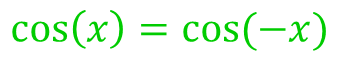 cos(x) = cos(−x)